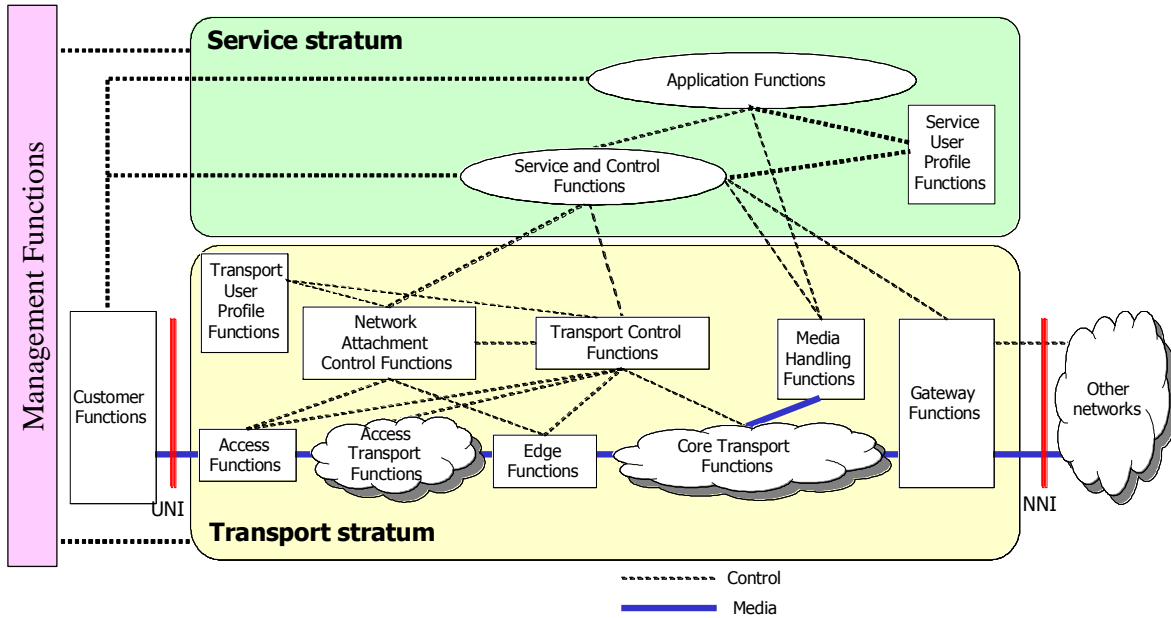 Management Functions
Service stratum
Application Functions
Service
User
Profile
Functions
Service and Control
Functions
Transport
User
Profile
Functions
Network
Attachment
Control Functions
Transport Control
Functions
Media
Handling
Functions
Customer
Functions
Gateway
Functions
Other
networks
Access
Functions
Access
Transport
Functions
Edge
Functions
Core Transport
Functions
UNI
NNI
Transport stratum
Control
Media